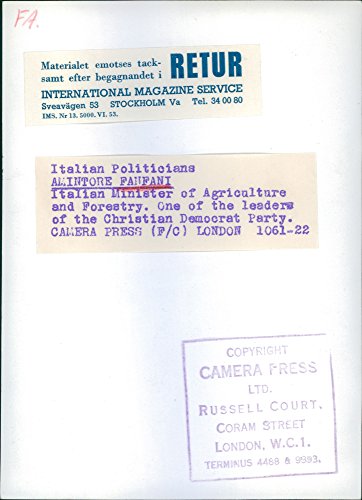 FA.
Materialet emotses tack-
samt efter begagnandet i RETUR
INTERNATIONAL MAGAZINE SERVICE
Sveavägen 53 STOCKHOLM Va Tel. 34 00 80
IMS. Nr 13. 5000. VI. 53.
Italian Politicians
AMINTORE FANFANI
Italian Minister of Agriculture
and Forestry. One of the leaders
of the Christian Democrat Party.
CAMERA PRESS (F/C) LONDON 1061-22
COPYRIGHT
CAMERA PRESS
LTD.
RUSSELL COURT,
CORAM STREET
LONDON, W.C.1.
TERMINUS 4488 & 9393.